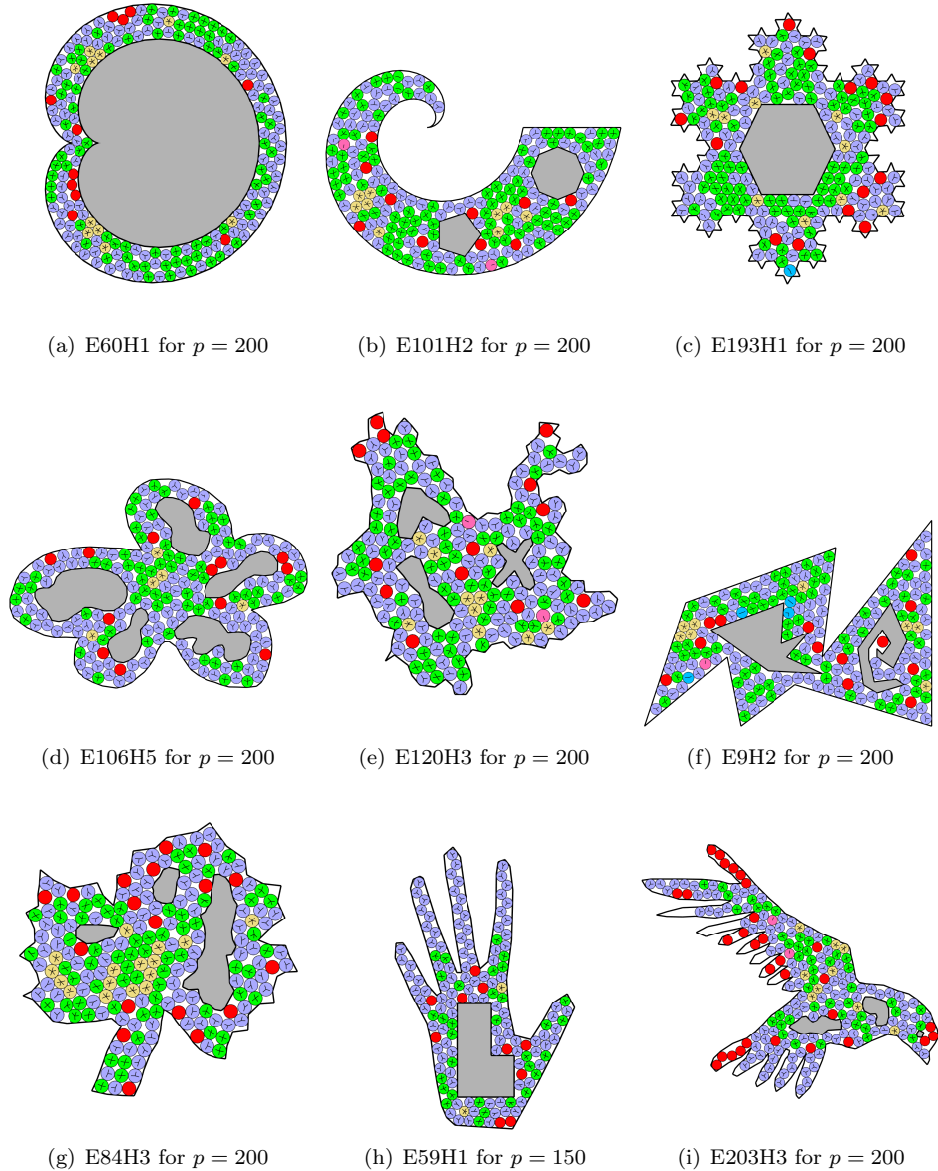 (a) E60H1 for p = 200
(b) E101H2 for p = 200
(c) E193H1 for p = 200
(d) E106H5 for p = 200
(e) E120H3 for p = 200
(f) E9H2 for p = 200
(g) E84H3 for p = 200
(h) E59H1 for p = 150
(i) E203H3 for p = 200